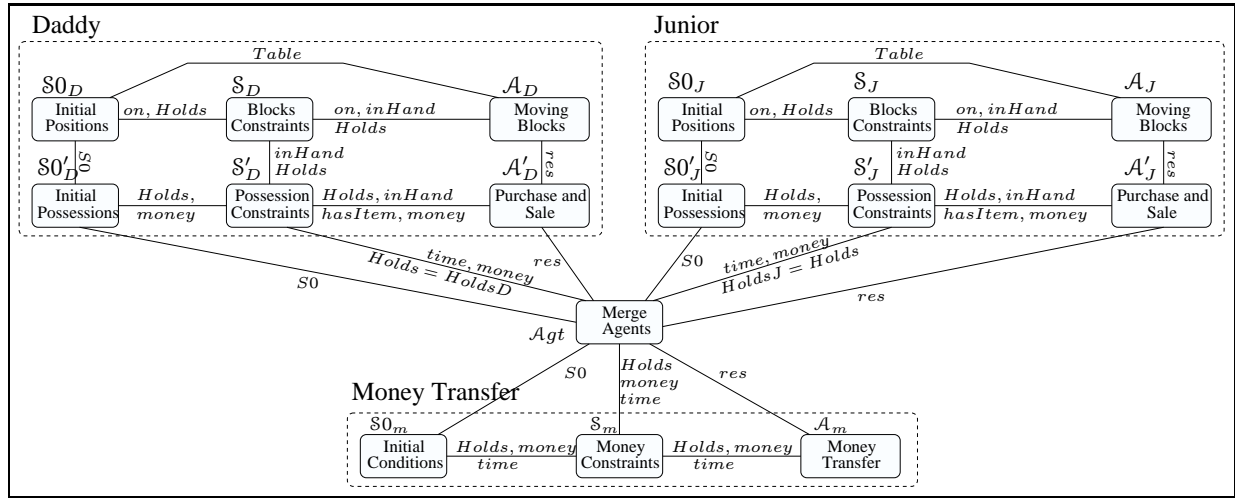 Daddy
Junior
Table
Table
𝒮0_D
𝒮_D
𝒜_D
𝒮0_J
𝒮_J
𝒜_J
Initial
Positions
on, Holds
Blocks
Constraints
on, inHand
Holds
Moving
Blocks
Initial
Positions
on, Holds
Blocks
Constraints
on, inHand
Holds
Moving
Blocks
S0
inHand
Holds
res
S0
inHand
Holds
res
𝒮0′_D
𝒮′_D
𝒜′_D
𝒮0′_J
𝒮′_J
𝒜′_J
Initial
Possessions
Holds,
money
Possession
Constraints
Holds, inHand
hasItem, money
Purchase and
Sale
Initial
Possessions
Holds,
money
Possession
Constraints
Holds, inHand
hasItem, money
Purchase and
Sale
S0
time, money
Holds = HoldsD
res
S0
time, money
HoldsJ = Holds
res
Merge
Agents
𝒜gt
S0
Holds
money
time
res
Money Transfer
𝒮0_m
𝒮_m
𝒜_m
Initial
Conditions
Holds, money
time
Money
Constraints
Holds, money
time
Money
Transfer